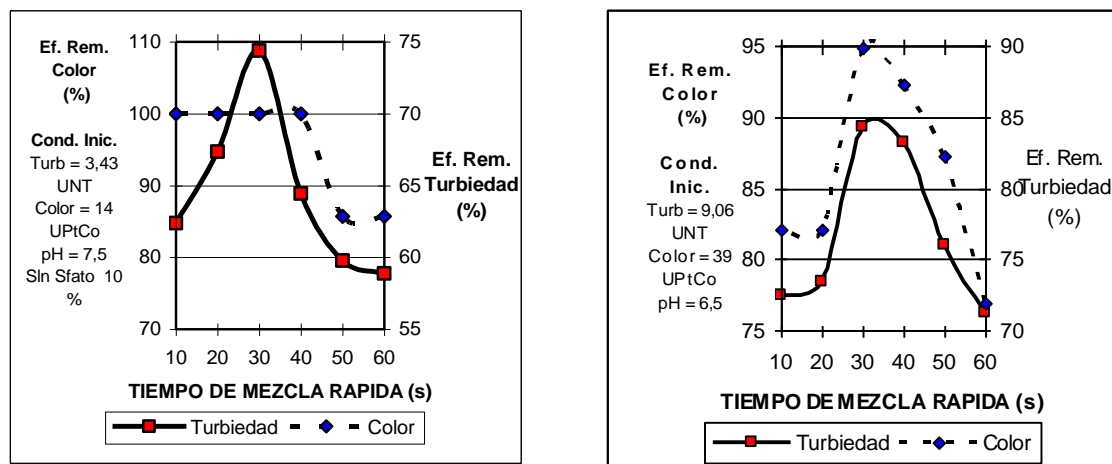 Ef. Rem.
Color
(%)
Cond. Inic.
Turb = 3,43
UNT
Color = 14
UPtCo
pH = 7,5
Sln Sfato 10
%
110
100
90
80
70
75
70
65
60
55
Ef. Rem.
Turbiedad
(%)
10 20 30 40 50 60
TIEMPO DE MEZCLA RAPIDA (s)
Turbiedad Color
Ef. Rem.
Color
(%)
Cond.
Inic.
Turb = 9,06
UNT
Color = 39
UPtCo
pH = 6,5
95
90
85
80
75
90
85
80
75
70
Ef. Rem.
Turbiedad
(%)
10 20 30 40 50 60
TIEMPO DE MEZCLA RAPIDA (s)
Turbiedad Color